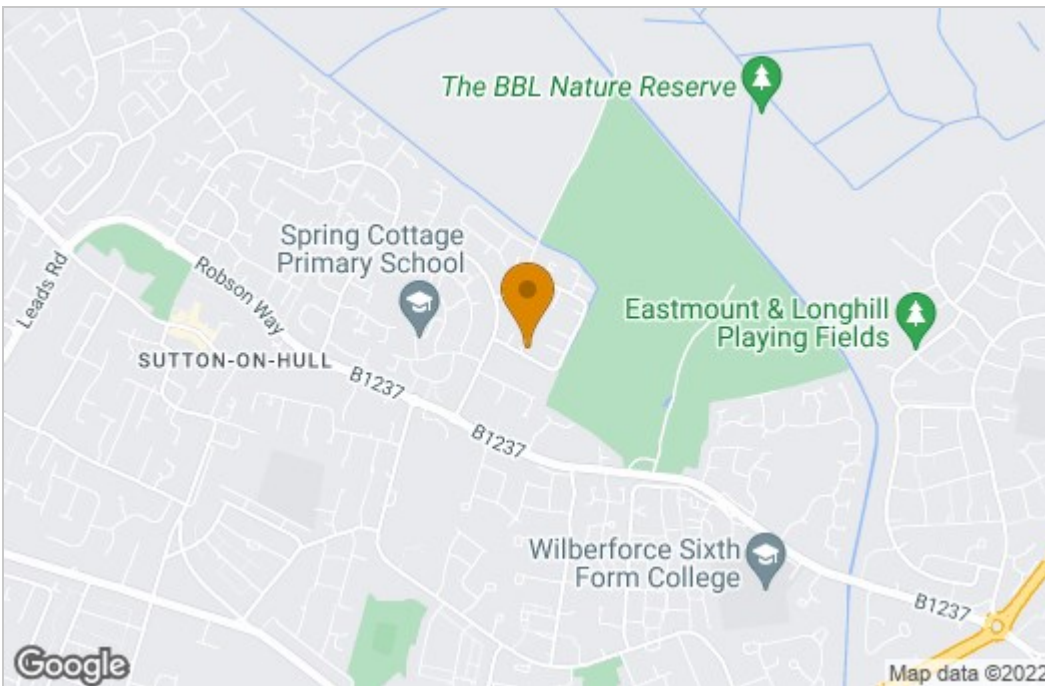 The BBL Nature Reserve
Spring Cottage
Primary School
Leads Rd
Robson Way
Eastmount & Longhill
Playing Fields
SUTTON-ON-HULL
B1237
B1237
Wilberforce Sixth
Form College
B1237
Google
Map data ©2022